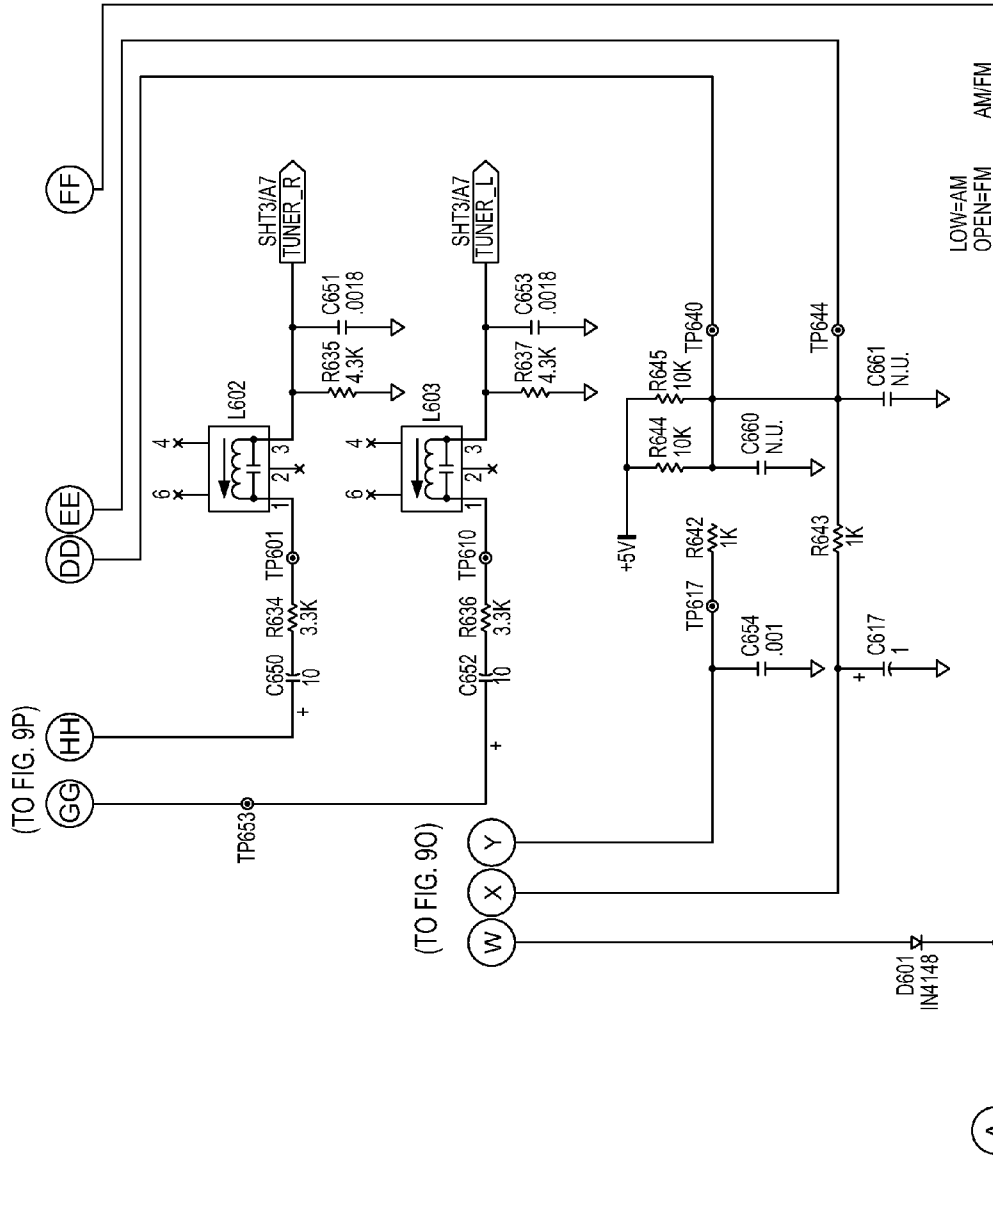 (TO FIG. 9P)
GG
HH
DD
EE
FF
TP653
+
C650
10
R634
3.3K
TP601
6
4
L602
1
2
3
R635
4.3K
C651
.0018
SHT3/A7
TUNER_R
+
C652
10
R636
3.3K
TP610
6
4
L603
1
2
3
R637
4.3K
C653
.0018
SHT3/A7
TUNER_L
(TO FIG. 9O)
W
X
Y
+5V
R644
10K
R645
10K
TP617
R642
1K
C654
.001
C660
N.U.
TP640
R643
1K
TP644
+
C617
1
C661
N.U.
D601
IN4148
LOW=AM
OPEN=FM
AM/FM